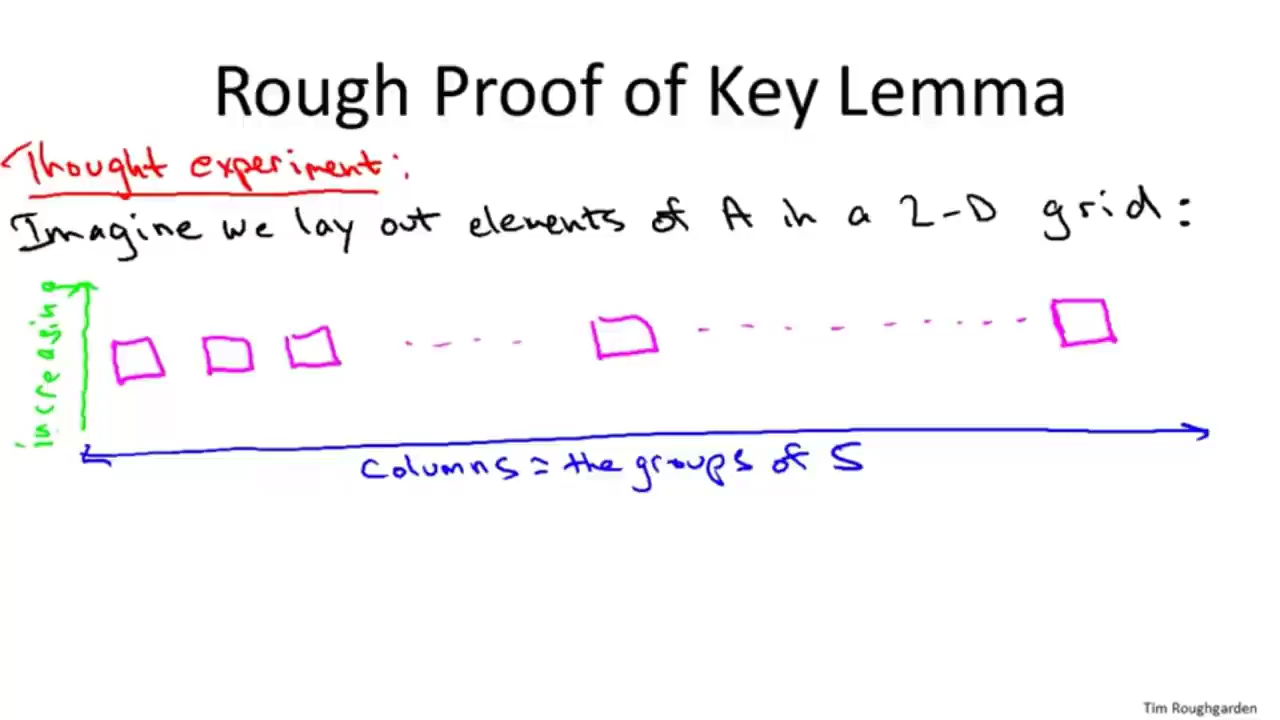 Rough Proof of Key Lemma
Thought experiment:
Imagine we lay out elements of A in a 2-D grid:
increasing
Columns = the groups of 5
Tim Roughgarden